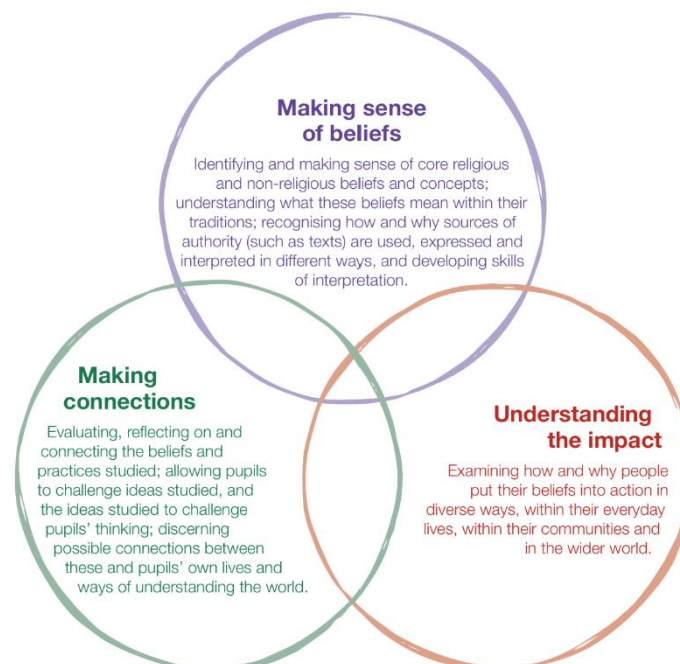 Making sense
of beliefs
Identifying and making sense of core religious
and non-religious beliefs and concepts;
understanding what these beliefs mean within their
traditions; recognising how and why sources of
authority (such as texts) are used, expressed and
interpreted in different ways, and developing skills
of interpretation.
Making
connections
Evaluating, reflecting on and
connecting the beliefs and
practices studied; allowing pupils
to challenge ideas studied, and
the ideas studied to challenge
pupils’ thinking; discerning
possible connections between
these and pupils’ own lives and
ways of understanding the world.
Understanding
the impact
Examining how and why people
put their beliefs into action in
diverse ways, within their everyday
lives, within their communities and
in the wider world.